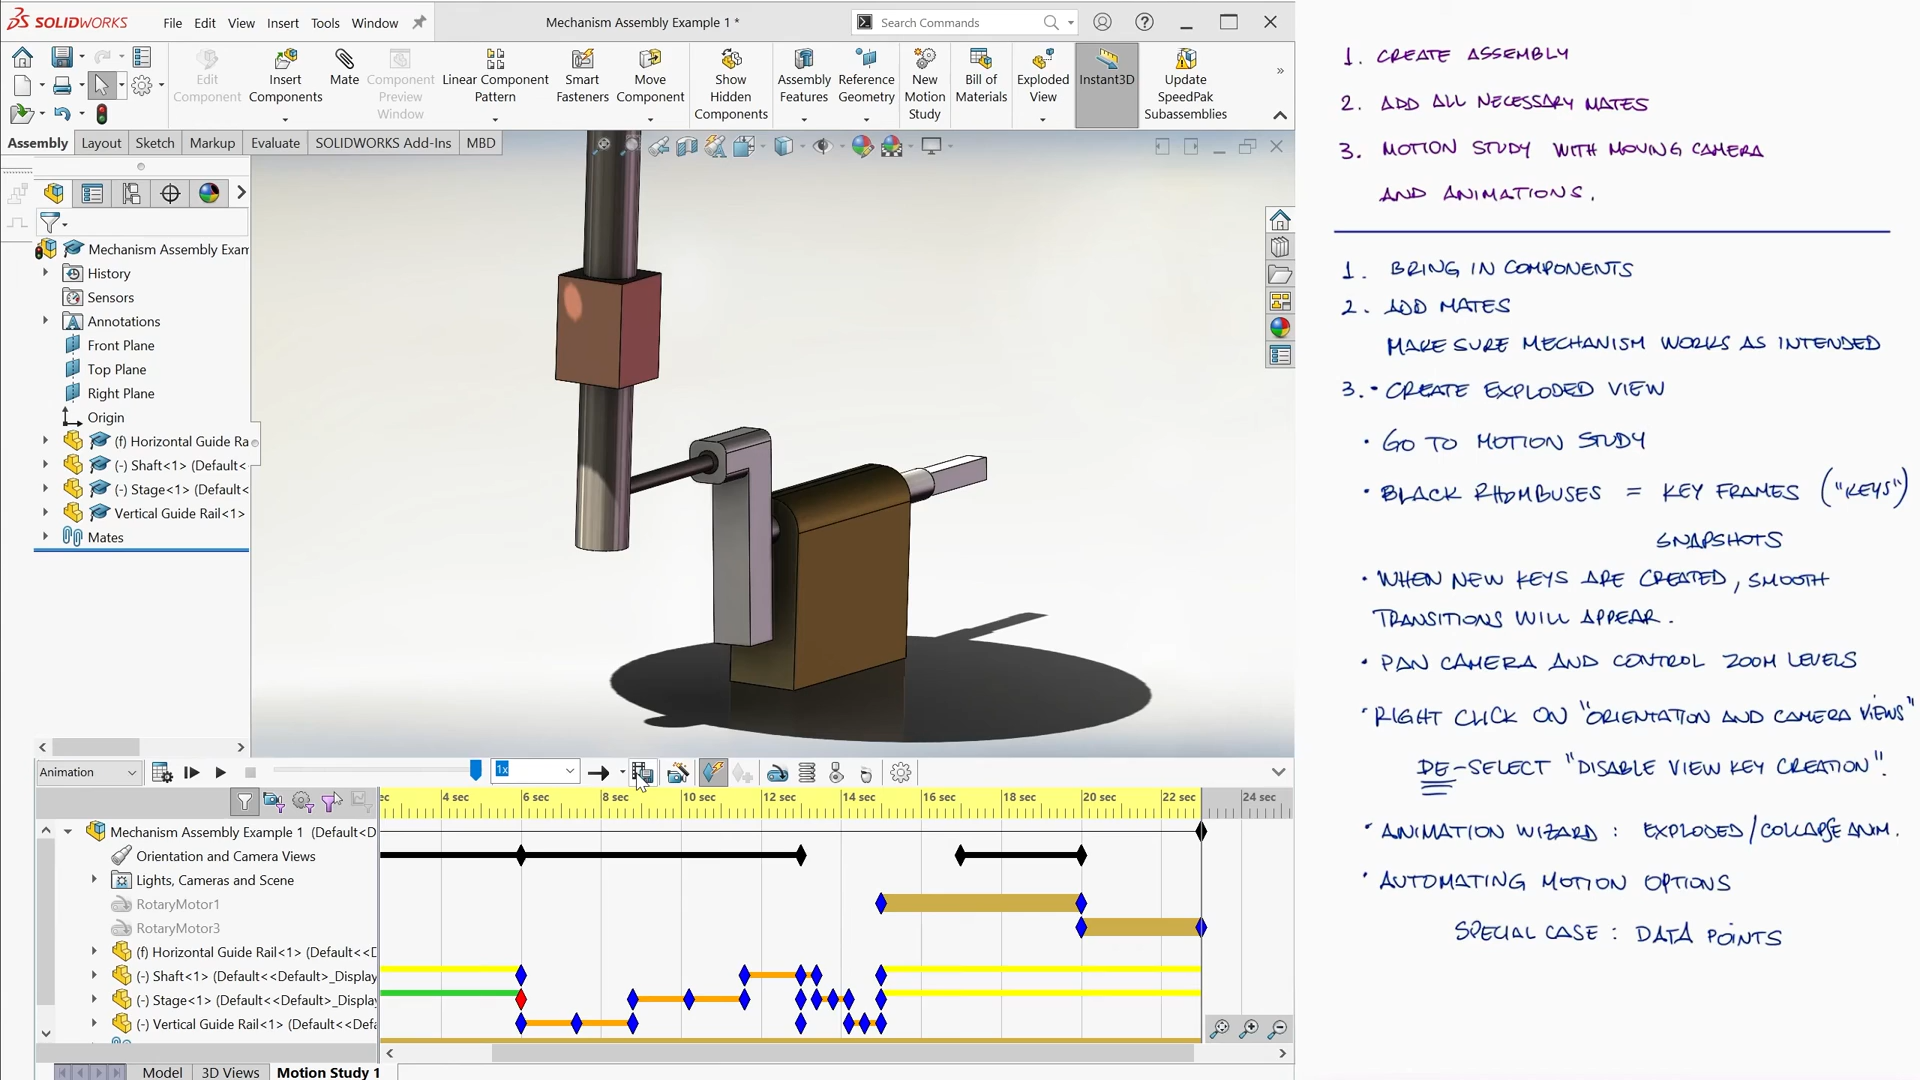 SOLIDWORKS File Edit View Insert Tools Window Mechanism Assembly Example 1 * Search Commands
Edit Component
Insert Components
Mate
Component Preview Window
Linear Component Pattern
Smart Fasteners
Move Component
Show Hidden Components
Assembly Features
Reference Geometry
New Motion Study
Bill of Materials
Exploded View
Instant3D
Update SpeedPak Subassemblies
Assembly Layout Sketch Markup Evaluate SOLIDWORKS Add-Ins MBD
Mechanism Assembly Exam
History
Sensors
Annotations
Front Plane
Top Plane
Right Plane
Origin
(f) Horizontal Guide Ra
(-) Shaft<1> (Default<
(-) Stage<1> (Default<
Vertical Guide Rail<1>
Mates
Animation 1x
4 sec 6 sec 8 sec 10 sec 12 sec 14 sec 16 sec 18 sec 20 sec 22 sec 24 sec
Mechanism Assembly Example 1 (Default<D
Orientation and Camera Views
Lights, Cameras and Scene
RotaryMotor1
RotaryMotor3
(f) Horizontal Guide Rail<1> (Default<<D
(-) Shaft<1> (Default<<Default>_Display
(-) Stage<1> (Default<<Default>_Display
(-) Vertical Guide Rail<1> (Default<<Defa
Model 3D Views Motion Study 1
1. CREATE ASSEMBLY
2. ADD ALL NECESSARY MATES
3. MOTION STUDY WITH MOVING CAMERA
AND ANIMATIONS.
1. BRING IN COMPONENTS
2. ADD MATES
MAKE SURE MECHANISM WORKS AS INTENDED
3. • CREATE EXPLODED VIEW
• GO TO MOTION STUDY
• BLACK RHOMBUSES = KEY FRAMES ("KEYS")
SNAPSHOTS
• WHEN NEW KEYS ARE CREATED, SMOOTH
TRANSITIONS WILL APPEAR.
• PAN CAMERA AND CONTROL ZOOM LEVELS
• RIGHT CLICK ON "ORIENTATION AND CAMERA VIEWS"
DE-SELECT "DISABLE VIEW KEY CREATION".
• ANIMATION WIZARD : EXPLODED/COLLAPSE ANIM.
• AUTOMATING MOTION OPTIONS
SPECIAL CASE : DATA POINTS